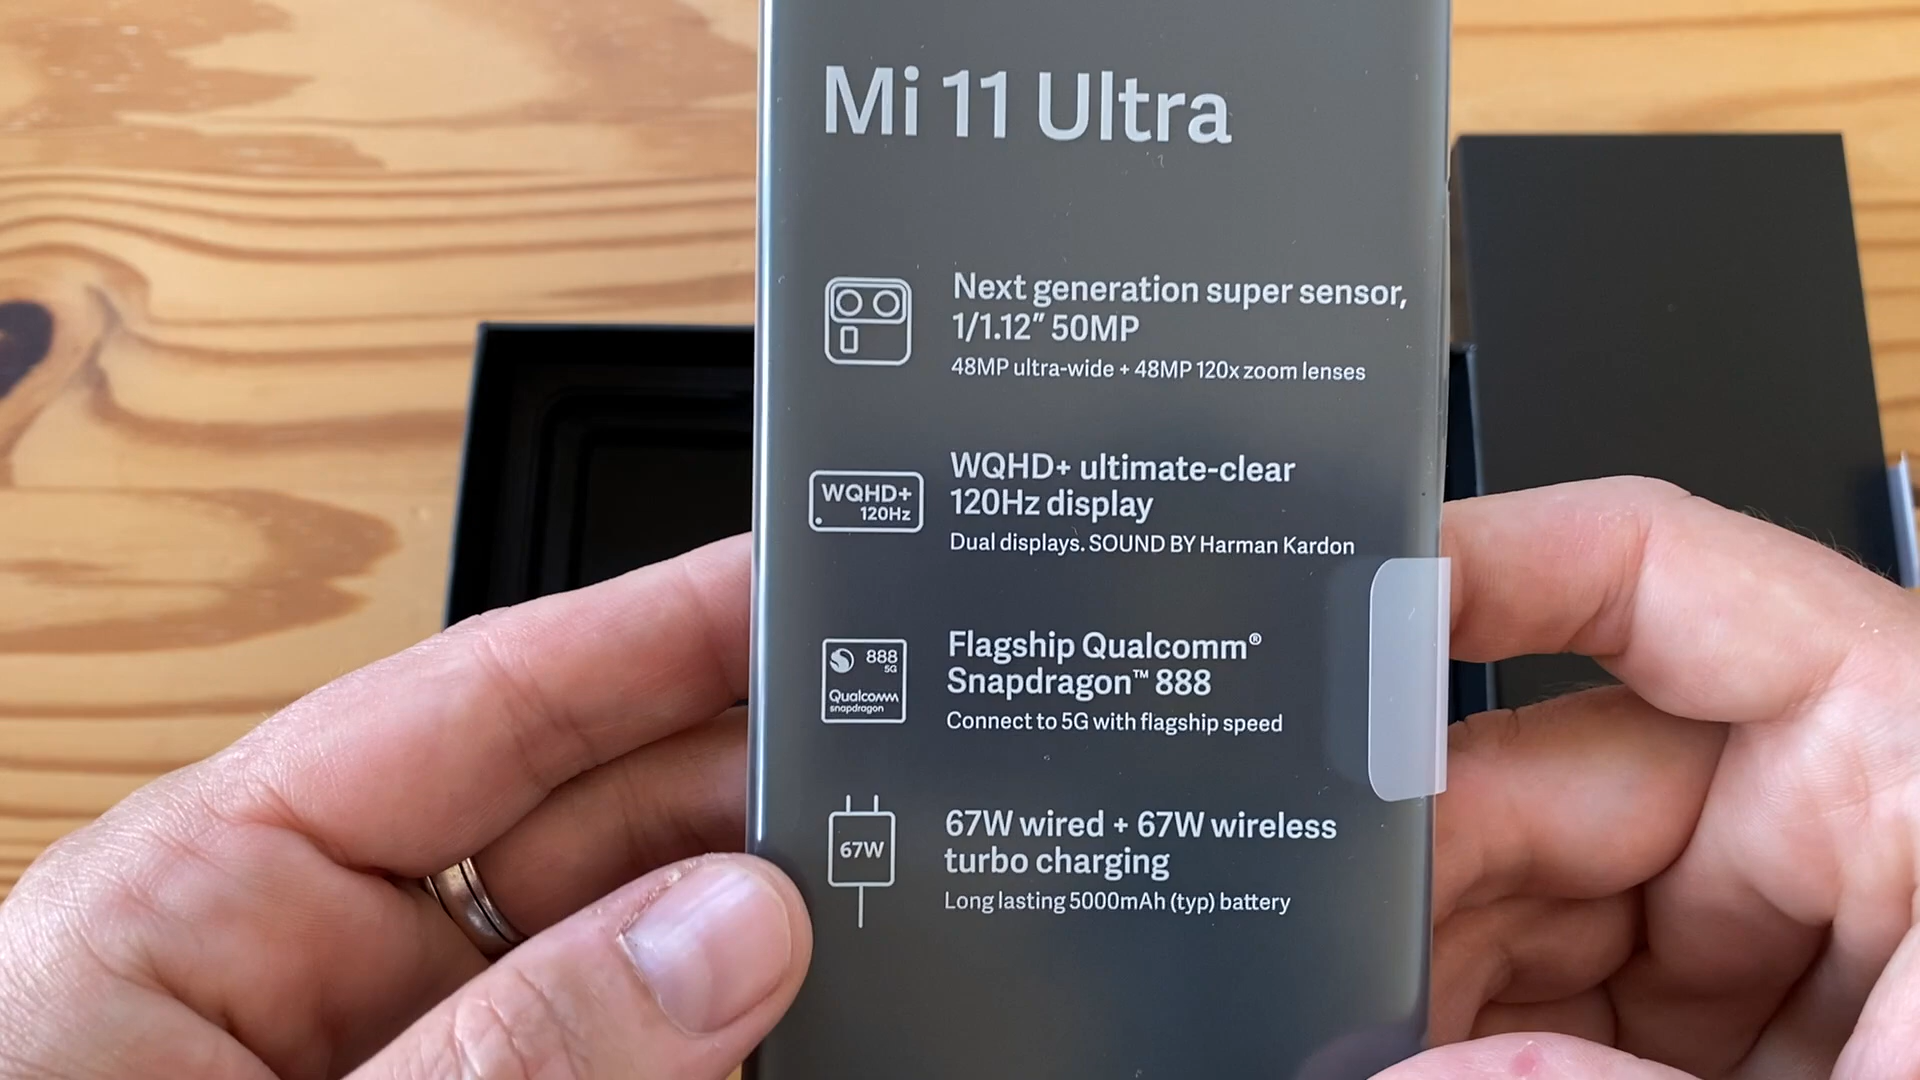 Mi 11 Ultra
Next generation super sensor,
1/1.12" 50MP
48MP ultra-wide + 48MP 120x zoom lenses
WQHD+
120Hz
WQHD+ ultimate-clear
120Hz display
Dual displays. SOUND BY Harman Kardon
888
5G
Qualcomm
snapdragon
Flagship Qualcomm®
Snapdragon™ 888
Connect to 5G with flagship speed
67W
67W wired + 67W wireless
turbo charging
Long lasting 5000mAh (typ) battery